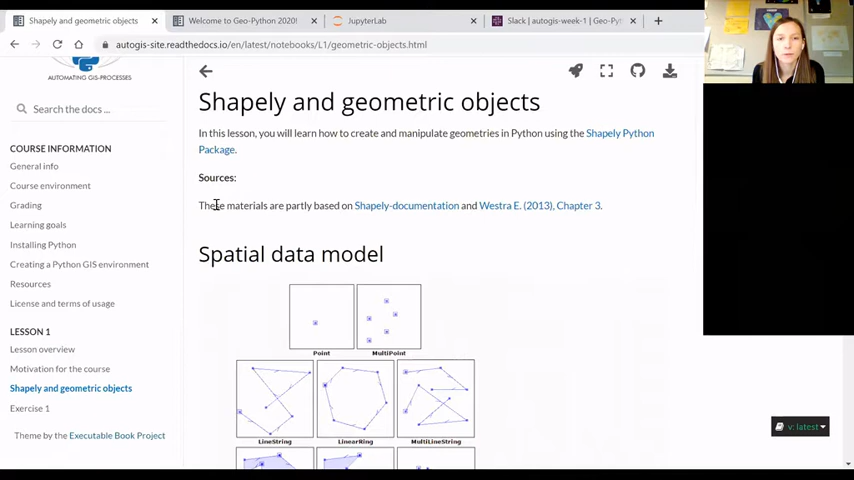 Shapely and geometric objects
Welcome to Geo-Python 2020!
JupyterLab
Slack | autogis-week-1 | Geo-Py
autogis-site.readthedocs.io/en/latest/notebooks/L1/geometric-objects.html
AUTOMATING GIS-PROCESSES
Search the docs ...
COURSE INFORMATION
General info
Course environment
Grading
Learning goals
Installing Python
Creating a Python GIS environment
Resources
License and terms of usage
LESSON 1
Lesson overview
Motivation for the course
Shapely and geometric objects
Exercise 1
Theme by the Executable Book Project
Shapely and geometric objects
In this lesson, you will learn how to create and manipulate geometries in Python using the Shapely Python
Package.
Sources:
These materials are partly based on Shapely-documentation and Westra E. (2013), Chapter 3.
Spatial data model
Point
MultiPoint
LineString
LinearRing
MultiLineString
v: latest